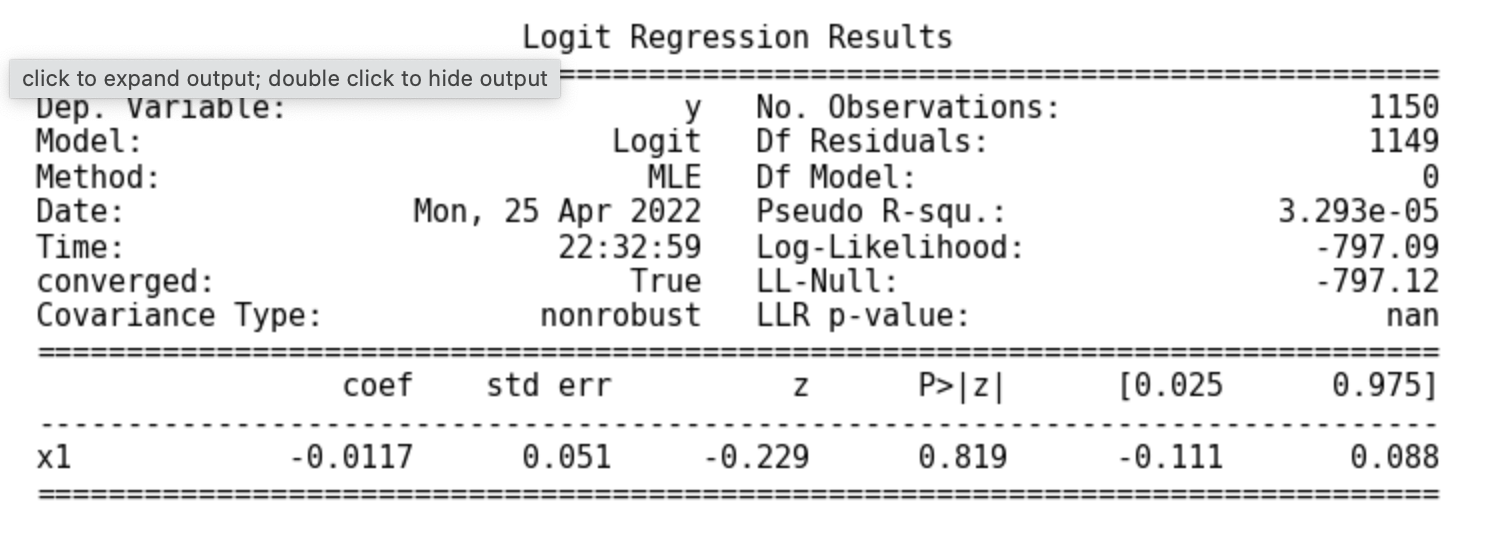 Logit Regression Results
click to expand output; double click to hide output
==============================================================================
Dep. Variable: y No. Observations: 1150
Model: Logit Df Residuals: 1149
Method: MLE Df Model: 0
Date: Mon, 25 Apr 2022 Pseudo R-squ.: 3.293e-05
Time: 22:32:59 Log-Likelihood: -797.09
converged: True LL-Null: -797.12
Covariance Type: nonrobust LLR p-value: nan
==============================================================================
coef std err z P>|z| [0.025 0.975]
------------------------------------------------------------------------------
x1 -0.0117 0.051 -0.229 0.819 -0.111 0.088
==============================================================================